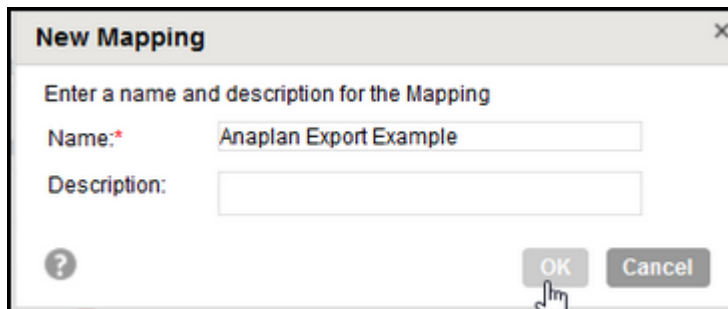 New Mapping
×
Enter a name and description for the Mapping
Name:* Anaplan Export Example
Description:
? OK Cancel